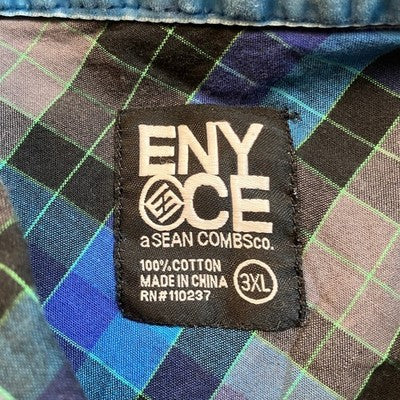 ENY
CE
a SEAN COMBS CO.
100% COTTON
MADE IN CHINA
RN# 110237
3XL